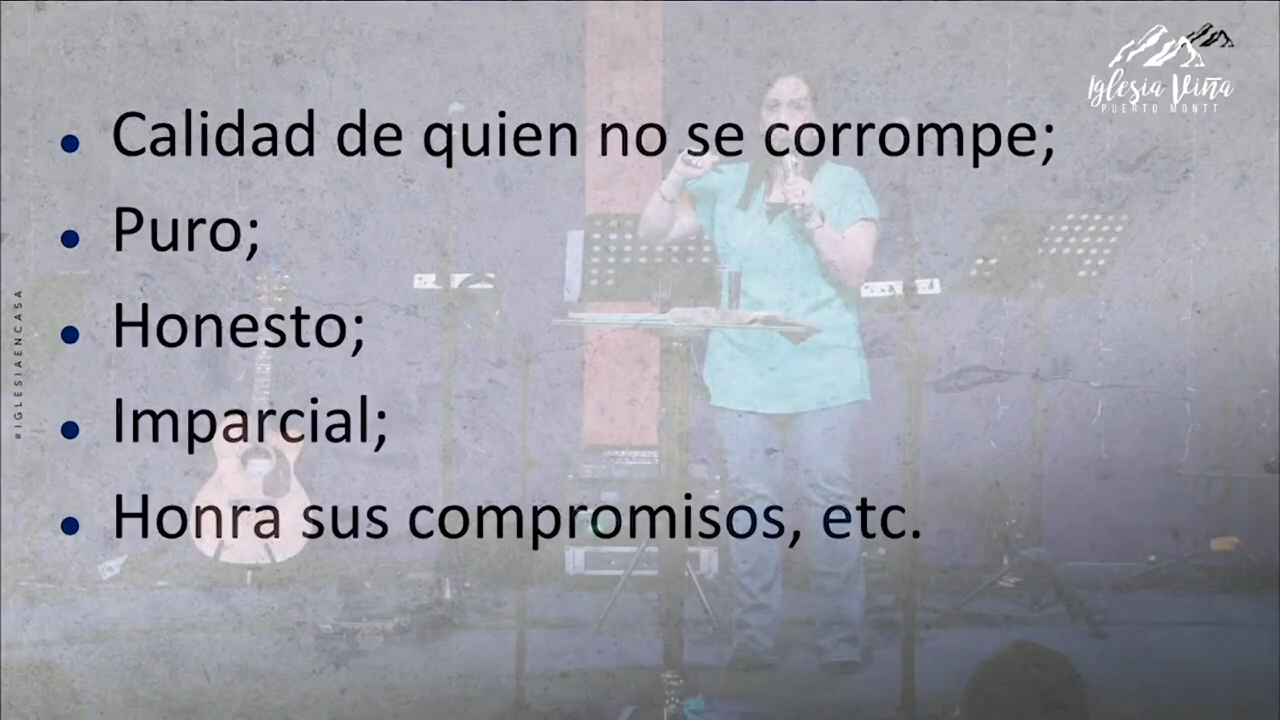 Iglesia Viña
PUERTO MONTT
Calidad de quien no se corrompe;
Puro;
Honesto;
Imparcial;
Honra sus compromisos, etc.
#IGLESIAENCASA